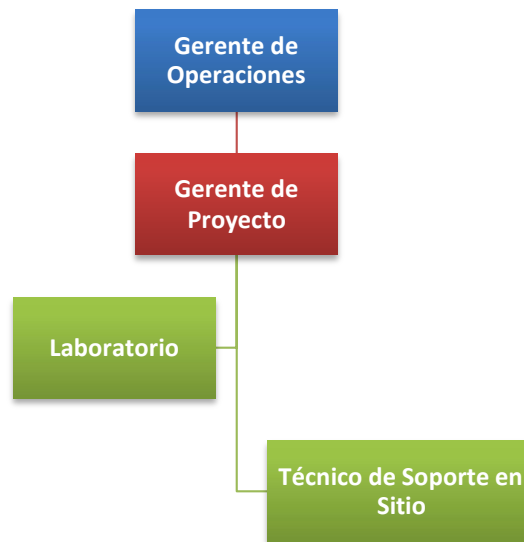 Gerente de
Operaciones
Gerente de
Proyecto
Laboratorio
Técnico de Soporte en
Sitio